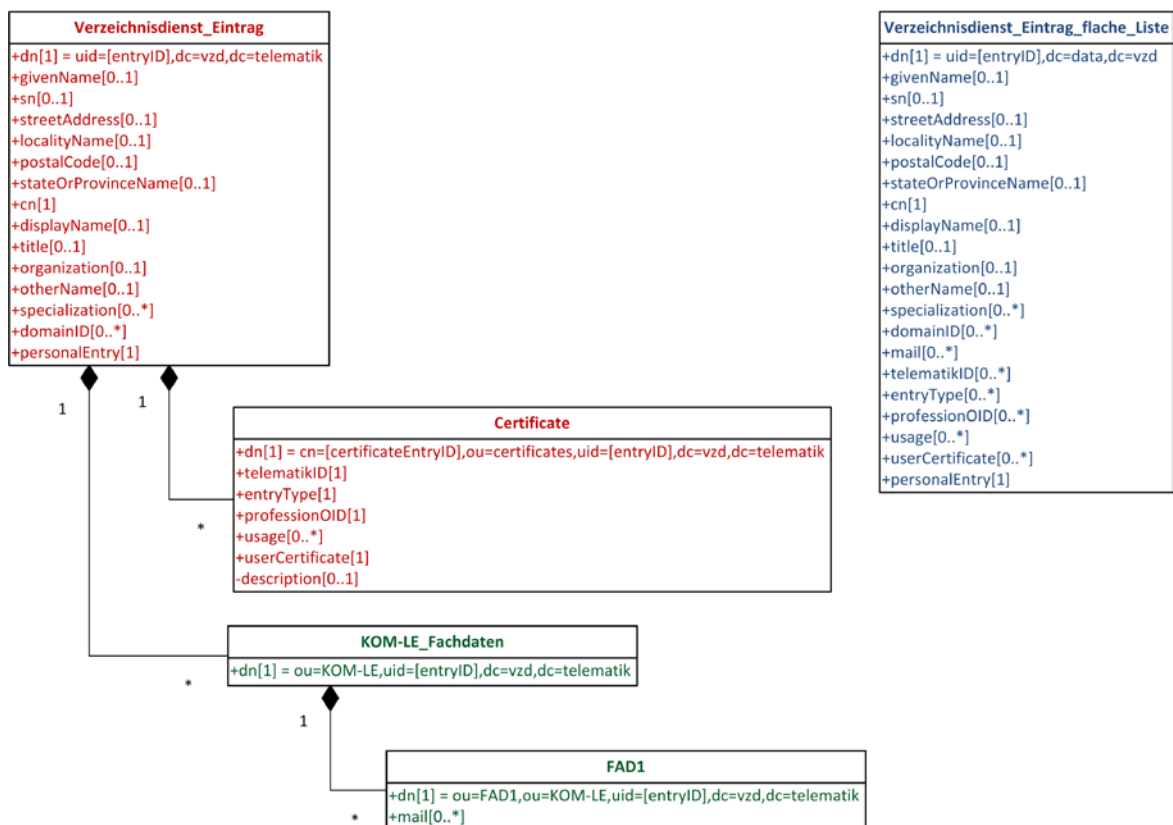 Verzeichnisdienst_Eintrag
+dn[1] = uid=[entryID],dc=vzd,dc=telematik
+givenName[0..1]
+sn[0..1]
+streetAddress[0..1]
+localityName[0..1]
+postalCode[0..1]
+stateOrProvinceName[0..1]
+cn[1]
+displayName[0..1]
+title[0..1]
+organization[0..1]
+otherName[0..1]
+specialization[0..*]
+domainID[0..*]
+personalEntry[1]
Verzeichnisdienst_Eintrag_flache_Liste
+dn[1] = uid=[entryID],dc=data,dc=vzd
+givenName[0..1]
+sn[0..1]
+streetAddress[0..1]
+localityName[0..1]
+postalCode[0..1]
+stateOrProvinceName[0..1]
+cn[1]
+displayName[0..1]
+title[0..1]
+organization[0..1]
+otherName[0..1]
+specialization[0..*]
+domainID[0..*]
+mail[0..*]
+telematikID[0..*]
+entryType[0..*]
+professionOID[0..*]
+usage[0..*]
+userCertificate[0..*]
+personalEntry[1]
1
1
Certificate
+dn[1] = cn=[certificateEntryID],ou=certificates,uid=[entryID],dc=vzd,dc=telematik
+telematikID[1]
+entryType[1]
+professionOID[1]
+usage[0..*]
+userCertificate[1]
-description[0..1]
*
KOM-LE_Fachdaten
+dn[1] = ou=KOM-LE,uid=[entryID],dc=vzd,dc=telematik
*
1
FAD1
+dn[1] = ou=FAD1,ou=KOM-LE,uid=[entryID],dc=vzd,dc=telematik
+mail[0..*]
*